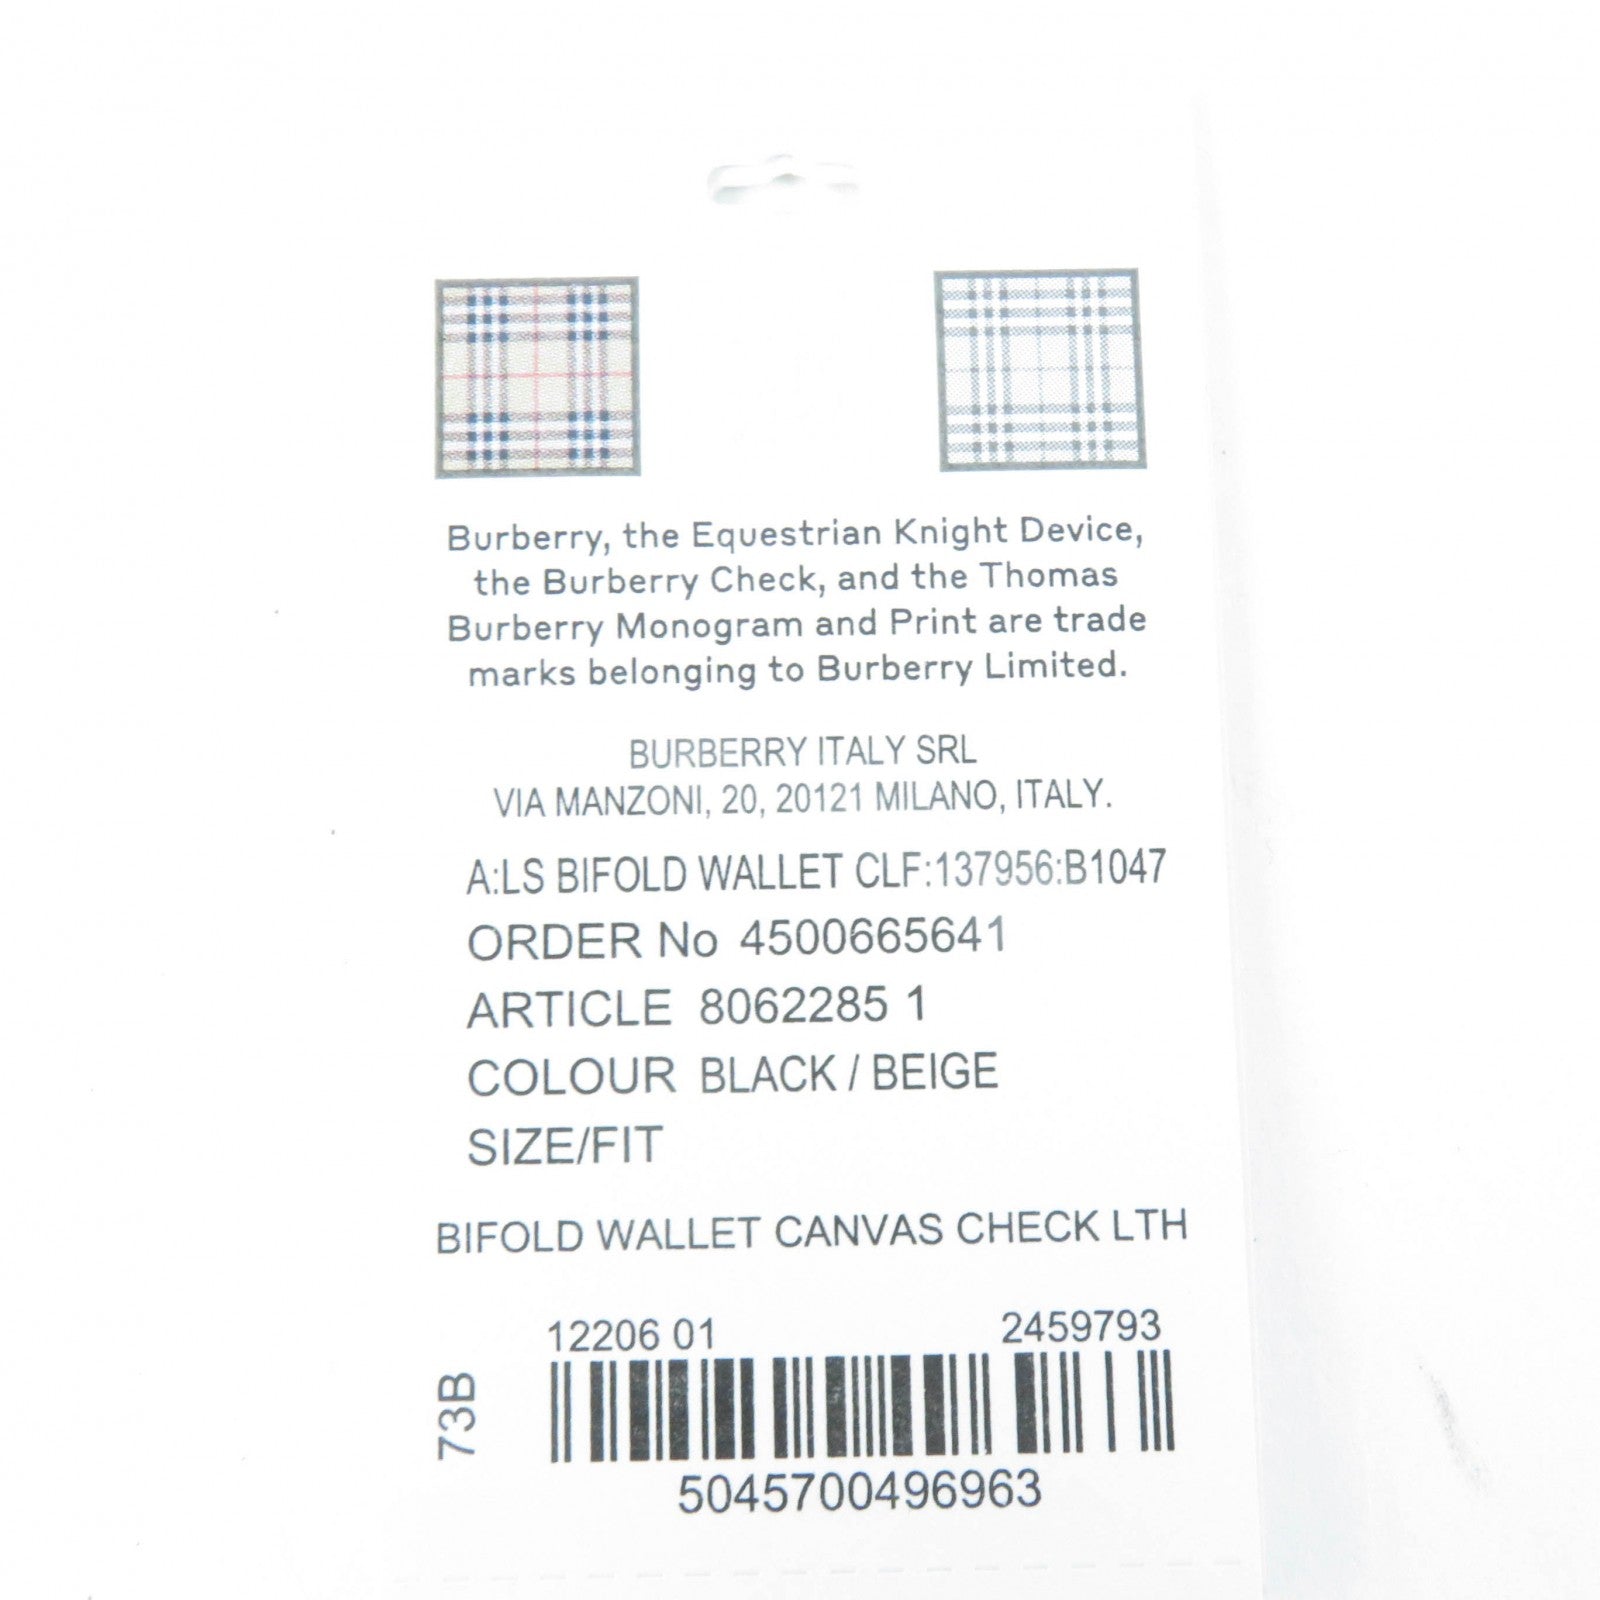 Burberry, the Equestrian Knight Device,
the Burberry Check, and the Thomas
Burberry Monogram and Print are trade
marks belonging to Burberry Limited.
BURBERRY ITALY SRL
VIA MANZONI, 20, 20121 MILANO, ITALY.
A:LS BIFOLD WALLET CLF:137956:B1047
ORDER No 4500665641
ARTICLE 8062285 1
COLOUR BLACK / BEIGE
SIZE/FIT
BIFOLD WALLET CANVAS CHECK LTH
12206 01 2459793
73B
5045700496963